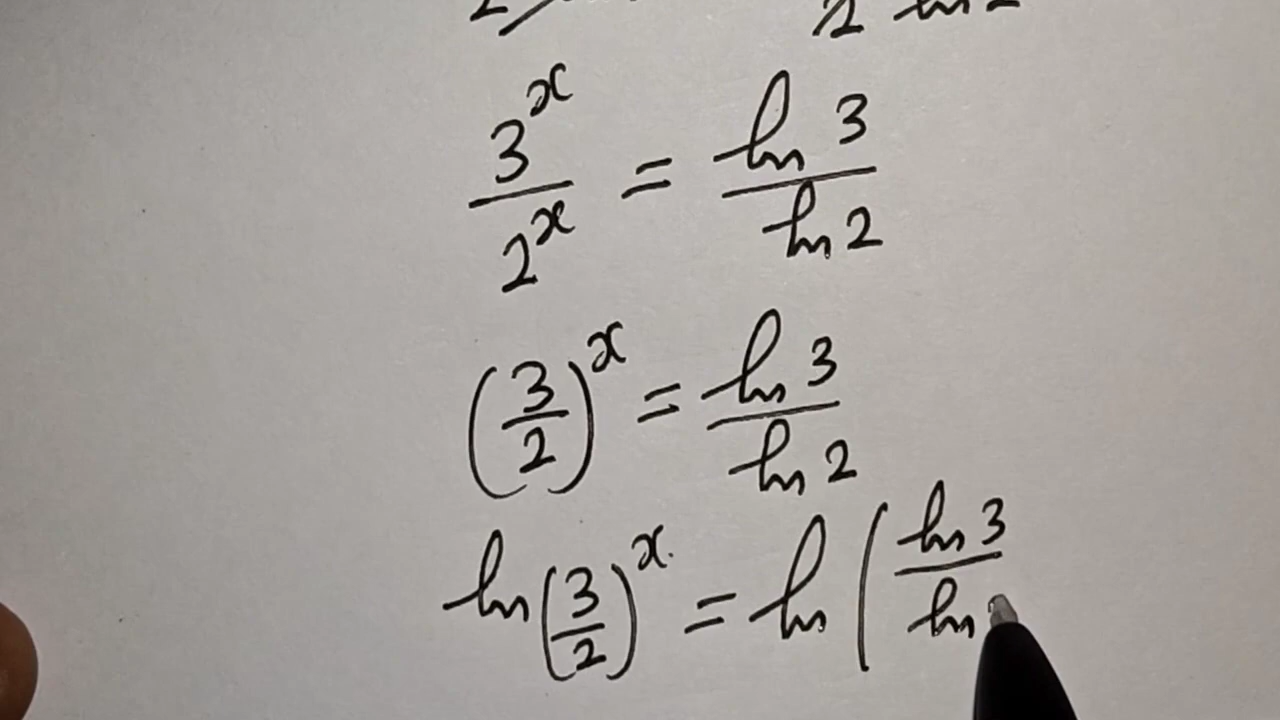 3^x / 2^x = ln 3 / ln 2
(3/2)^x = ln 3 / ln 2
ln (3/2)^x = ln ( ln 3 / ln